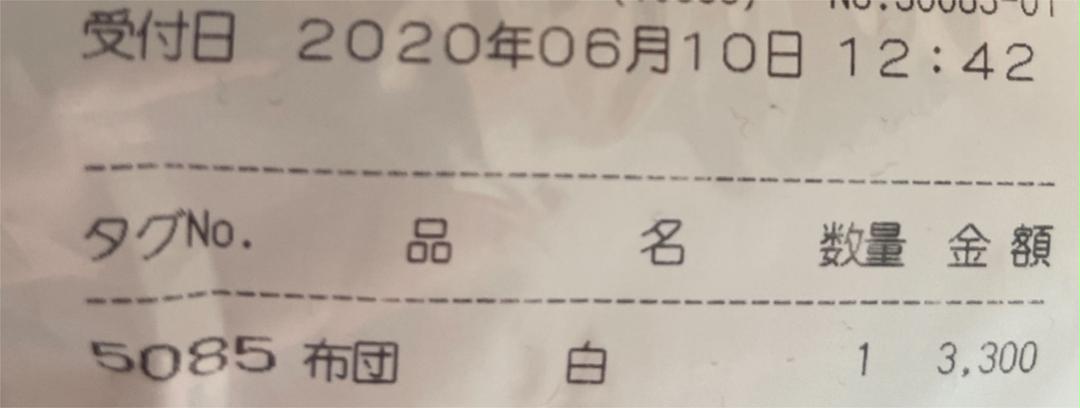 受付日 2020年06月10日 12:42
タグNo. 品 名 数量 金 額
5085 布団 白 1 3,300